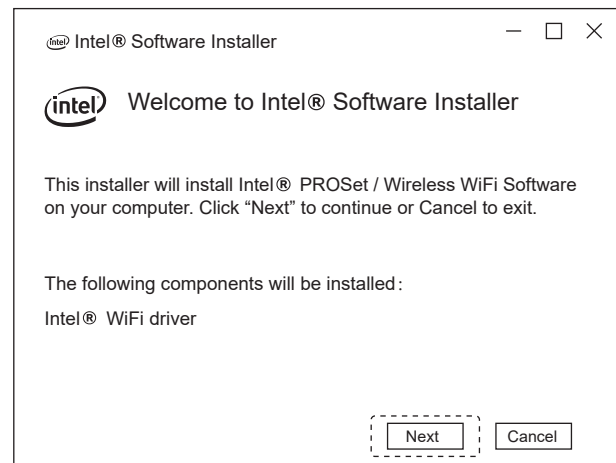 intel Intel® Software Installer
intel Welcome to Intel® Software Installer
This installer will install Intel® PROSet / Wireless WiFi Software
on your computer. Click “Next” to continue or Cancel to exit.
The following components will be installed:
Intel® WiFi driver
Next Cancel